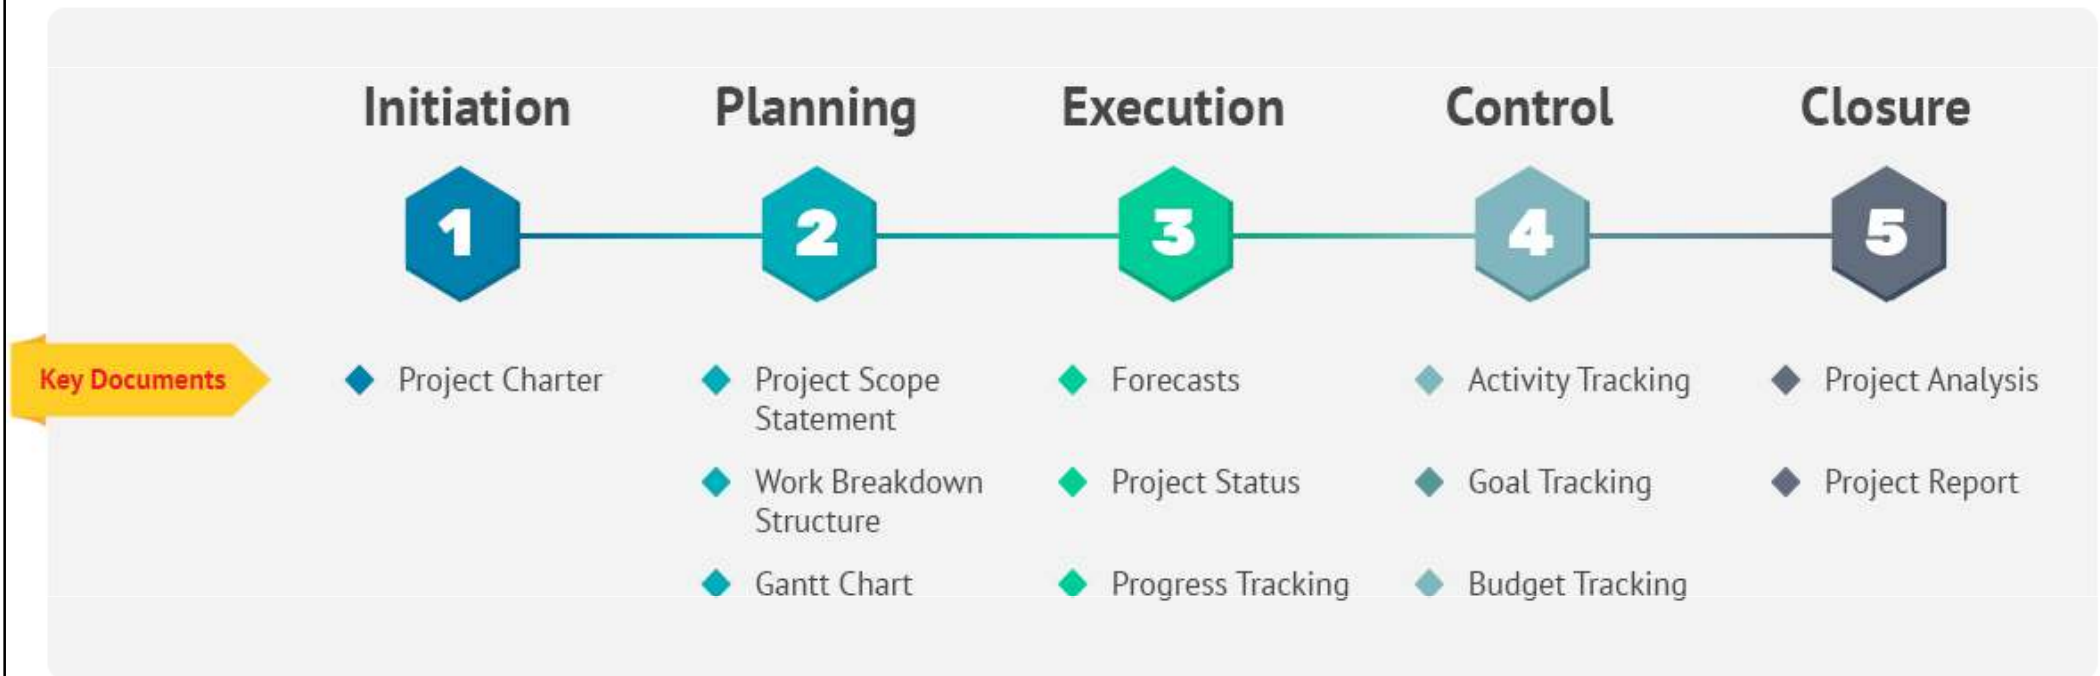 Initiation
Planning
Execution
Control
Closure
1
2
3
4
5
Key Documents
Project Charter
Project Scope
Statement
Work Breakdown
Structure
Gantt Chart
Forecasts
Project Status
Progress Tracking
Activity Tracking
Goal Tracking
Budget Tracking
Project Analysis
Project Report